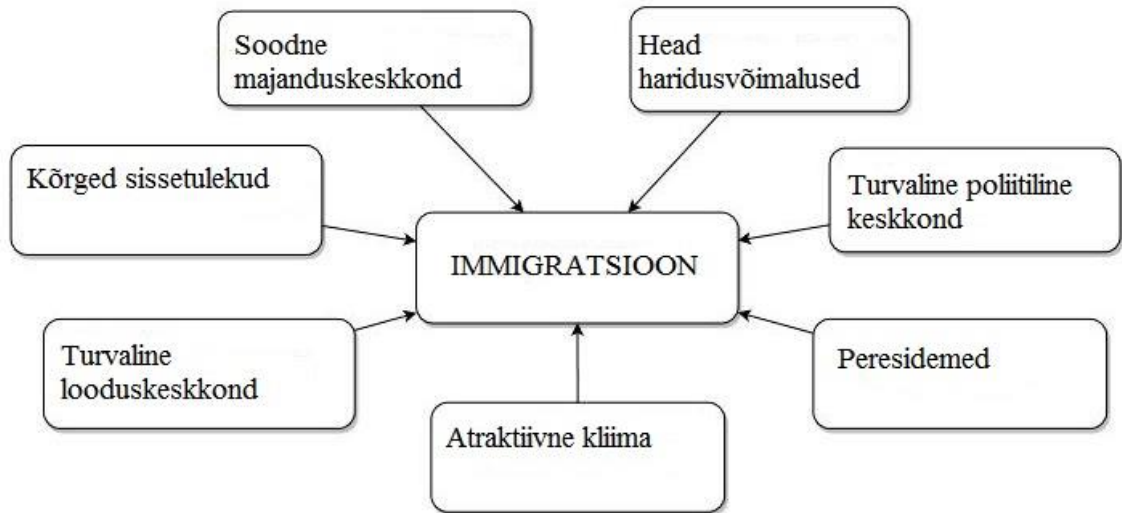 Soodne
majanduskeskkond
Head
haridusvõimalused
Kõrged sissetulekud
Turvaline poliitiline
keskkond
IMMIGRATSIOON
Turvaline
looduskeskkond
Peresidemed
Atraktiivne kliima